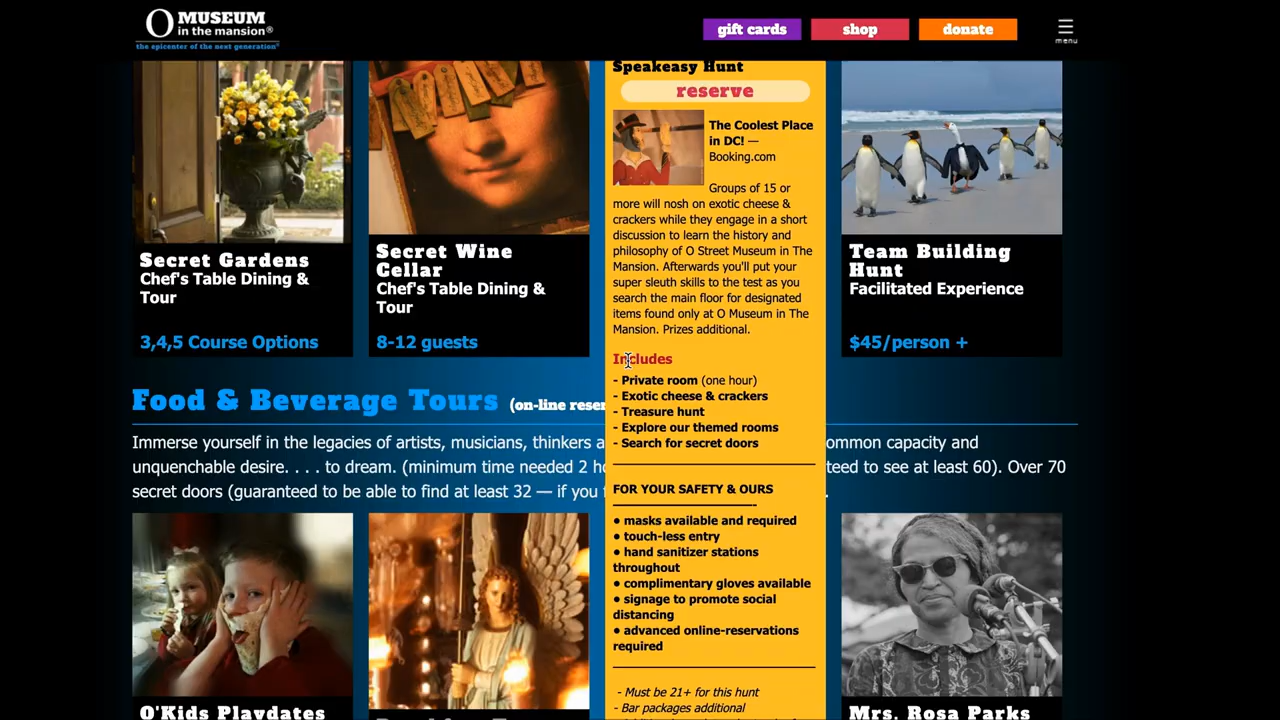 O MUSEUM
in the mansion®
the epicenter of the next generation®
gift cards
shop
donate
menu
Secret Gardens
Chef's Table Dining &
Tour
3,4,5 Course Options
Secret Wine
Cellar
Chef's Table Dining &
Tour
8-12 guests
Speakeasy Hunt
reserve
The Coolest Place
in DC! —
Booking.com
Groups of 15 or
more will nosh on exotic cheese &
crackers while they engage in a short
discussion to learn the history and
philosophy of O Street Museum in The
Mansion. Afterwards you'll put your
super sleuth skills to the test as you
search the main floor for designated
items found only at O Museum in The
Mansion. Prizes additional.
Includes
- Private room (one hour)
- Exotic cheese & crackers
- Treasure hunt
- Explore our themed rooms
- Search for secret doors
FOR YOUR SAFETY & OURS
● masks available and required
● touch-less entry
● hand sanitizer stations
throughout
● complimentary gloves available
● signage to promote social
distancing
● advanced online-reservations
required
- Must be 21+ for this hunt
- Bar packages additional
Team Building
Hunt
Facilitated Experience
$45/person +
Food & Beverage Tours (on-line
Immerse yourself in the legacies of artists, musicians, thinkers ommon capacity and
unquenchable desire. . . . to dream. (minimum time needed 2 teed to see at least 60). Over 70
secret doors (guaranteed to be able to find at least 32 — if you
O'Kids Playdates
Mrs. Rosa Parks